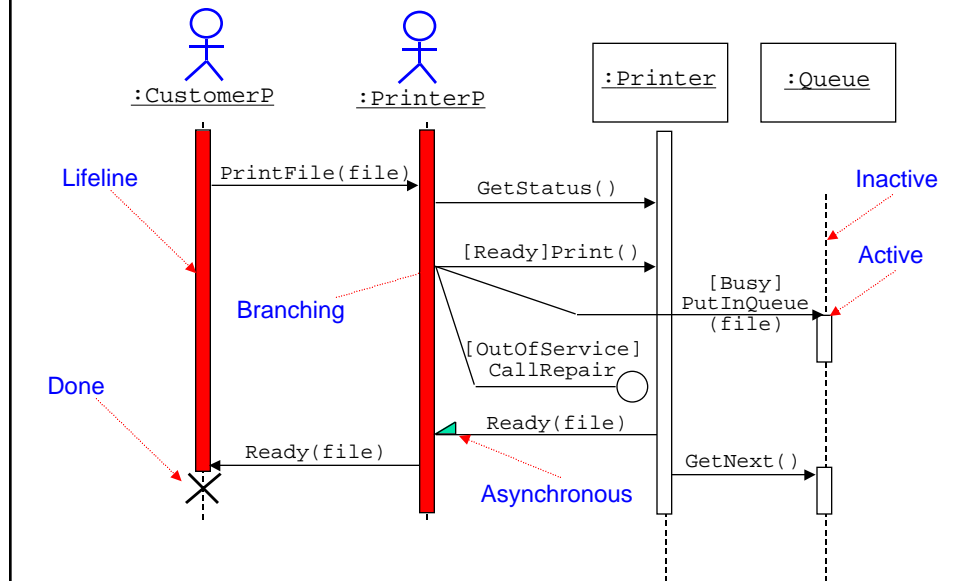 :CustomerP
:PrinterP
:Printer
:Queue
PrintFile(file)
Lifeline
GetStatus()
Inactive
[Ready]Print()
Active
[Busy]
PutInQueue
(file)
Branching
[OutOfService]
CallRepair
Done
Ready(file)
Ready(file)
GetNext()
Asynchronous